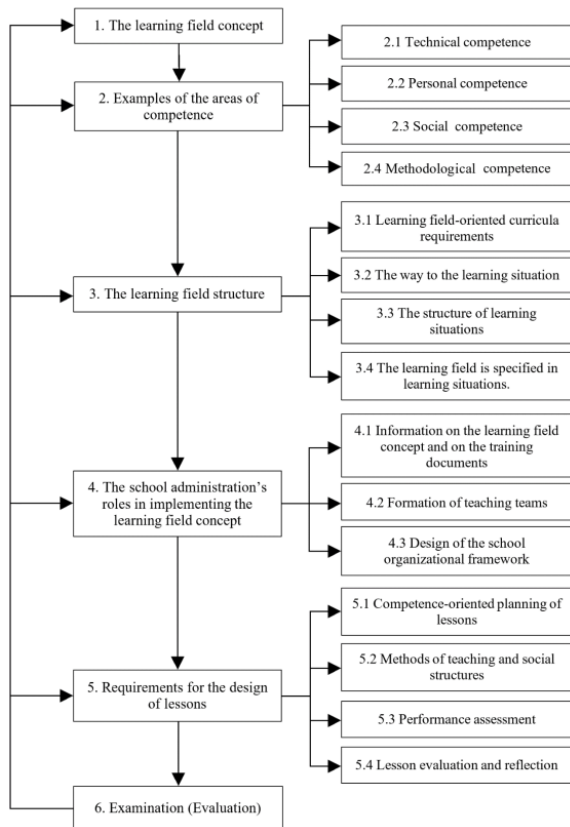 1. The learning field concept
2. Examples of the areas of
competence
2.1 Technical competence
2.2 Personal competence
2.3 Social competence
2.4 Methodological competence
3. The learning field structure
3.1 Learning field-oriented curricula
requirements
3.2 The way to the learning situation
3.3 The structure of learning
situations
3.4 The learning field is specified in
learning situations.
4. The school administration's
roles in implementing the
learning field concept
4.1 Information on the learning field
concept and on the training
documents
4.2 Formation of teaching teams
4.3 Design of the school
organizational framework
5. Requirements for the design
of lessons
5.1 Competence-oriented planning of
lessons
5.2 Methods of teaching and social
structures
5.3 Performance assessment
5.4 Lesson evaluation and reflection
6. Examination (Evaluation)